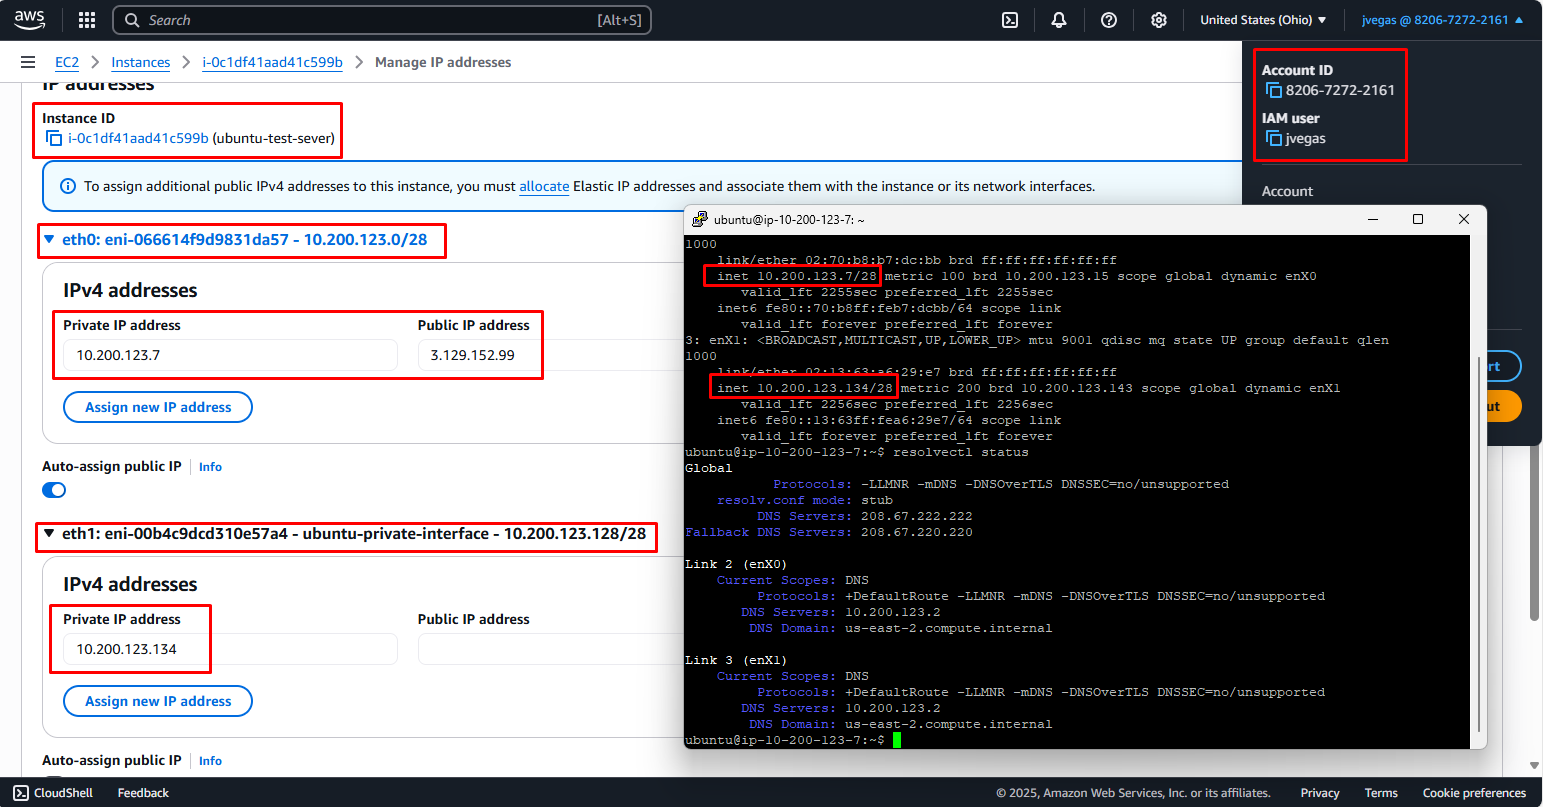 aws
Search
[Alt+S]
United States (Ohio)
jvegas @ 8206-7272-2161
EC2
Instances
i-0c1df41aad41c599b
Manage IP addresses
IP addresses
Instance ID
i-0c1df41aad41c599b (ubuntu-test-sever)
To assign additional public IPv4 addresses to this instance, you must allocate Elastic IP addresses and associate them with the instance or its network interfaces.
eth0: eni-066614f9d9831da57 - 10.200.123.0/28
IPv4 addresses
Private IP address
Public IP address
10.200.123.7
3.129.152.99
Assign new IP address
Auto-assign public IP
Info
eth1: eni-00b4c9dcd310e57a4 - ubuntu-private-interface - 10.200.123.128/28
IPv4 addresses
Private IP address
Public IP address
10.200.123.134
Assign new IP address
Auto-assign public IP
Info
Account ID
8206-7272-2161
IAM user
jvegas
Account
ubuntu@ip-10-200-123-7: ~
1000
link/ether 02:70:b8:b7:dc:bb brd ff:ff:ff:ff:ff:ff
inet 10.200.123.7/28 metric 100 brd 10.200.123.15 scope global dynamic enX0
valid_lft 2255sec preferred_lft 2255sec
inet6 fe80::70:b8ff:feb7:dcbb/64 scope link
valid_lft forever preferred_lft forever
3: enX1: <BROADCAST,MULTICAST,UP,LOWER_UP> mtu 9001 qdisc mq state UP group default qlen
1000
link/ether 02:13:63:a6:29:e7 brd ff:ff:ff:ff:ff:ff
inet 10.200.123.134/28 metric 200 brd 10.200.123.143 scope global dynamic enX1
valid_lft 2256sec preferred_lft 2256sec
inet6 fe80::13:63ff:fea6:29e7/64 scope link
valid_lft forever preferred_lft forever
ubuntu@ip-10-200-123-7:~$ resolvectl status
Global
Protocols: -LLMNR -mDNS -DNSOverTLS DNSSEC=no/unsupported
resolv.conf mode: stub
DNS Servers: 208.67.222.222
Fallback DNS Servers: 208.67.220.220
Link 2 (enX0)
Current Scopes: DNS
Protocols: +DefaultRoute -LLMNR -mDNS -DNSOverTLS DNSSEC=no/unsupported
DNS Servers: 10.200.123.2
DNS Domain: us-east-2.compute.internal
Link 3 (enX1)
Current Scopes: DNS
Protocols: +DefaultRoute -LLMNR -mDNS -DNSOverTLS DNSSEC=no/unsupported
DNS Servers: 10.200.123.2
DNS Domain: us-east-2.compute.internal
ubuntu@ip-10-200-123-7:~$
CloudShell
Feedback
© 2025, Amazon Web Services, Inc. or its affiliates.
Privacy
Terms
Cookie preferences